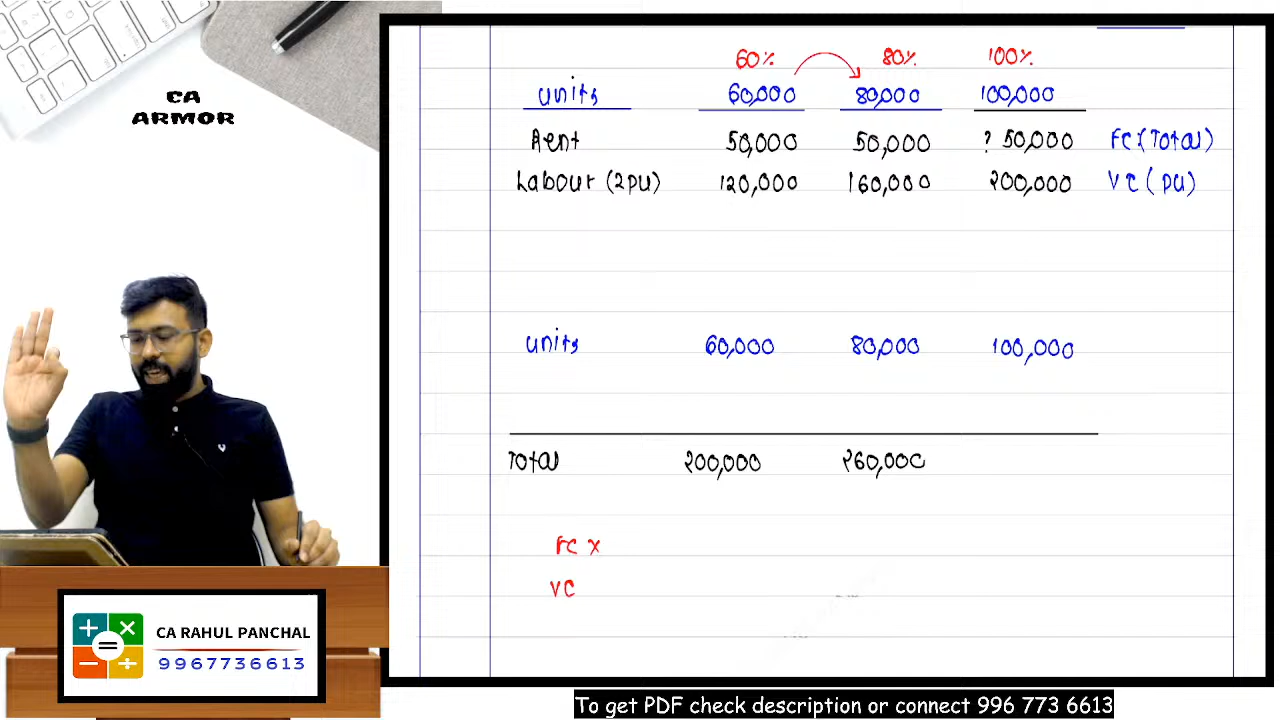 CA
ARMOR
60% 80% 100%
units 60,000 80,000 100,000
Rent 50,000 50,000 ? 50,000 FC (Total)
Labour (2PU) 120,000 160,000 200,000 VC (PU)
units 60,000 80,000 100,000
Total 200,000 260,000
FC x
VC
CA RAHUL PANCHAL
9967736613
To get PDF check description or connect 996 773 6613